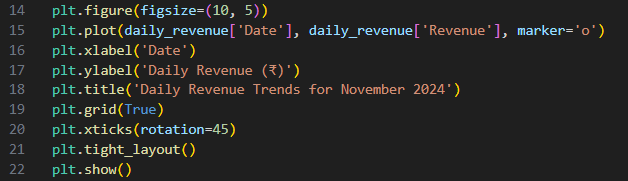 14 plt.figure(figsize=(10, 5))
15 plt.plot(daily_revenue['Date'], daily_revenue['Revenue'], marker='o')
16 plt.xlabel('Date')
17 plt.ylabel('Daily Revenue (₹)')
18 plt.title('Daily Revenue Trends for November 2024')
19 plt.grid(True)
20 plt.xticks(rotation=45)
21 plt.tight_layout()
22 plt.show()